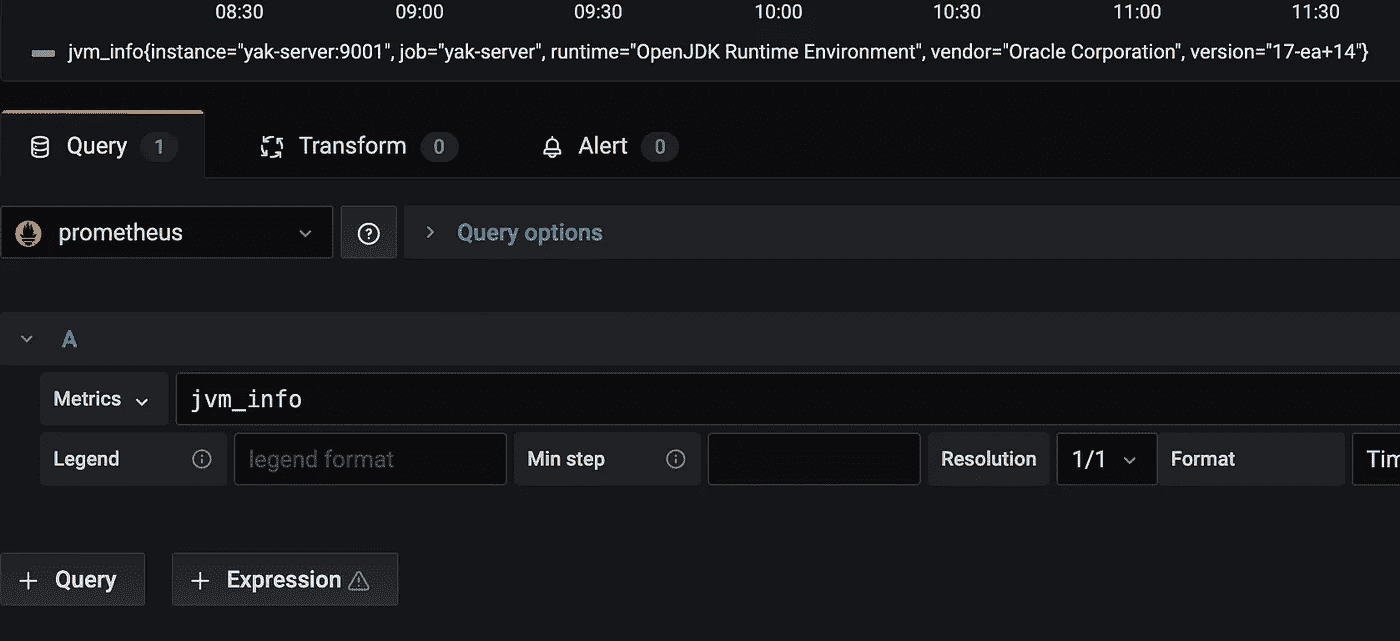 08:30 09:00 09:30 10:00 10:30 11:00 11:30
jvm_info{instance="yak-server:9001", job="yak-server", runtime="OpenJDK Runtime Environment", vendor="Oracle Corporation", version="17-ea+14"}
Query 1 Transform 0 Alert 0
prometheus ? Query options
A
Metrics jvm_info
Legend legend format Min step Resolution 1/1 Format Tim
+ Query + Expression